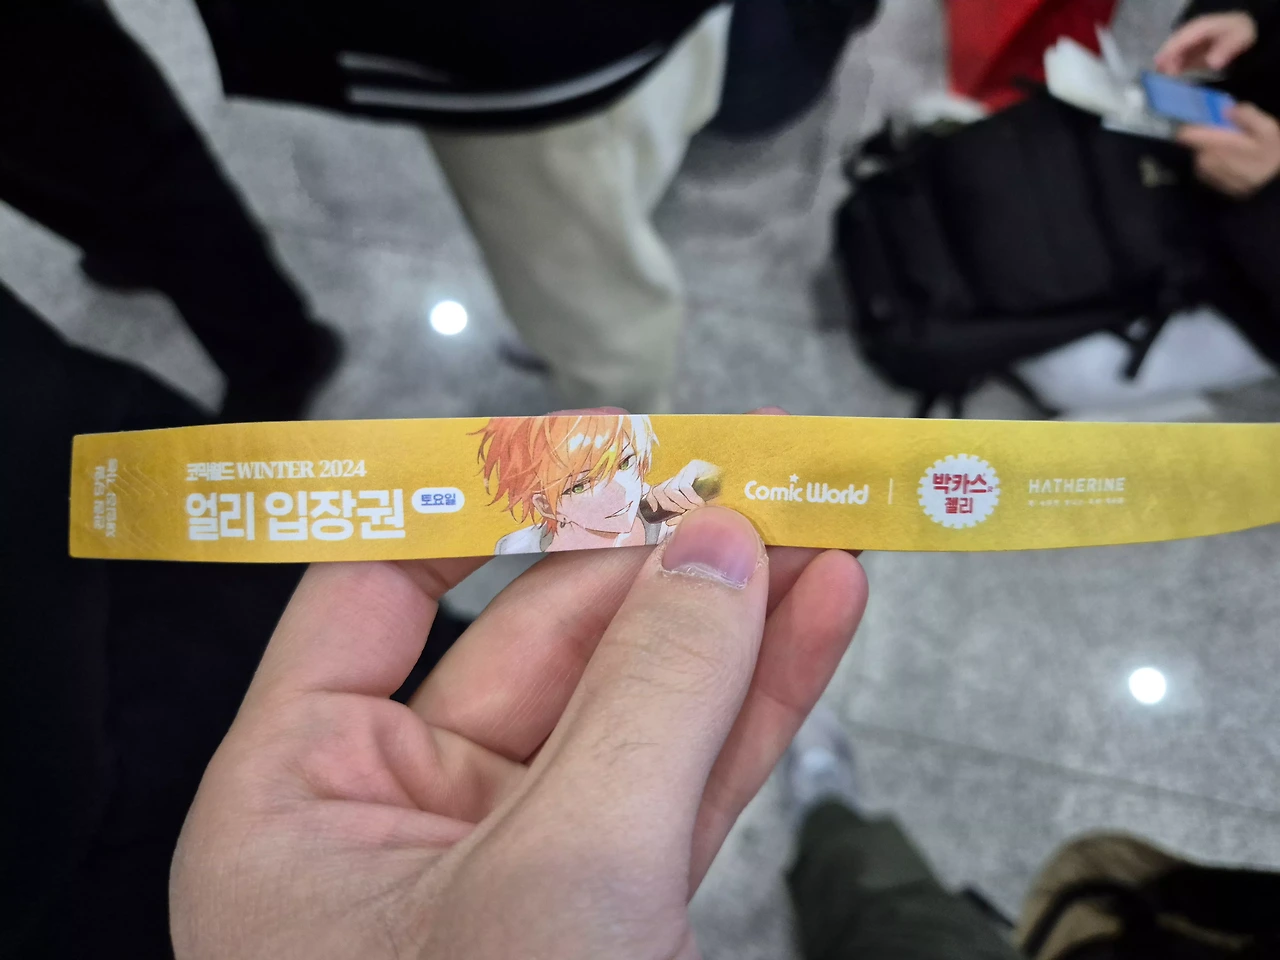 코믹월드 WINTER 2024
얼리 입장권 토요일
Comic World
박카스
젤리
HATHERINE